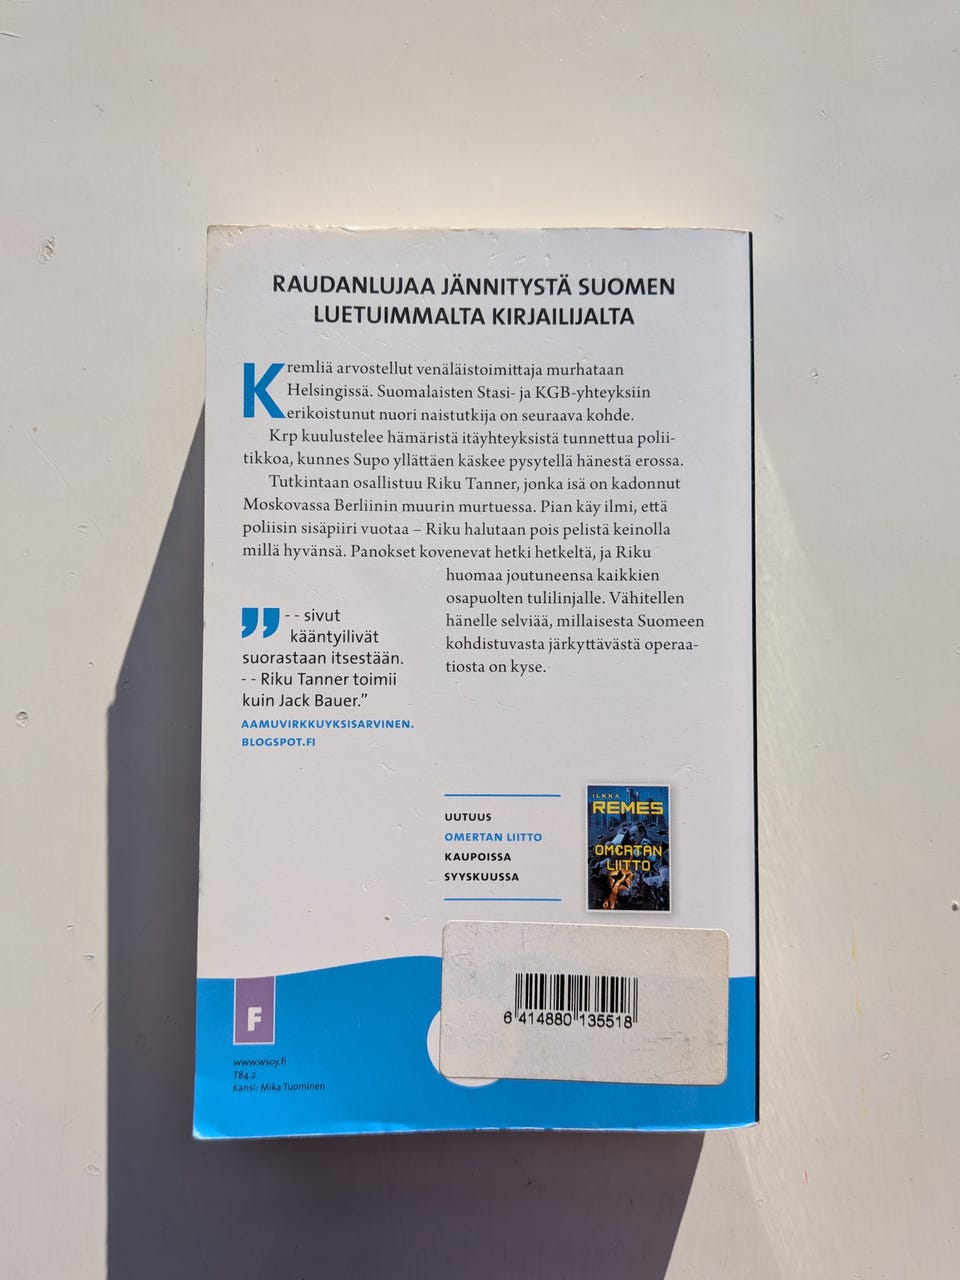 RAUDANLUJAA JÄNNITYSTÄ SUOMEN
LUETUIMMALTA KIRJAILIJALTA
Kremliä arvostellut venäläistoimittaja murhataan
Helsingissä. Suomalaisten Stasi- ja KGB-yhteyksiin
erikoistunut nuori naistutkija on seuraava kohde.
Krp kuulustelee hämäristä itäyhteyksistä tunnettua polii-
tikkoa, kunnes Supo yllättäen käskee pysytellä hänestä erossa.
Tutkintaan osallistuu Riku Tanner, jonka isä on kadonnut
Moskovassa Berliinin muurin murtuessa. Pian käy ilmi, että
poliisin sisäpiiri vuotaa – Riku halutaan pois pelistä keinolla
millä hyvänsä. Panokset kovenevat hetki hetkeltä, ja Riku
huomaa joutuneensa kaikkien
osapuolten tulilinjalle. Vähitellen
hänelle selviää, millaisesta Suomeen
kohdistuvasta järkyttävästä operaa-
tiosta on kyse.
” - - sivut
kääntyilivät
suorastaan itsestään.
- - Riku Tanner toimii
kuin Jack Bauer.”
AAMUVIRKKUYKSISARVINEN.
BLOGSPOT.FI
UUTUUS
OMERTAN LIITTO
KAUPOISSA
SYYSKUUSSA
ILKKA
REMES
OMERTAN
LIITTO
6 414880 135518
F
www.wsoy.fi
T84.2
Kansi: Mika Tuominen